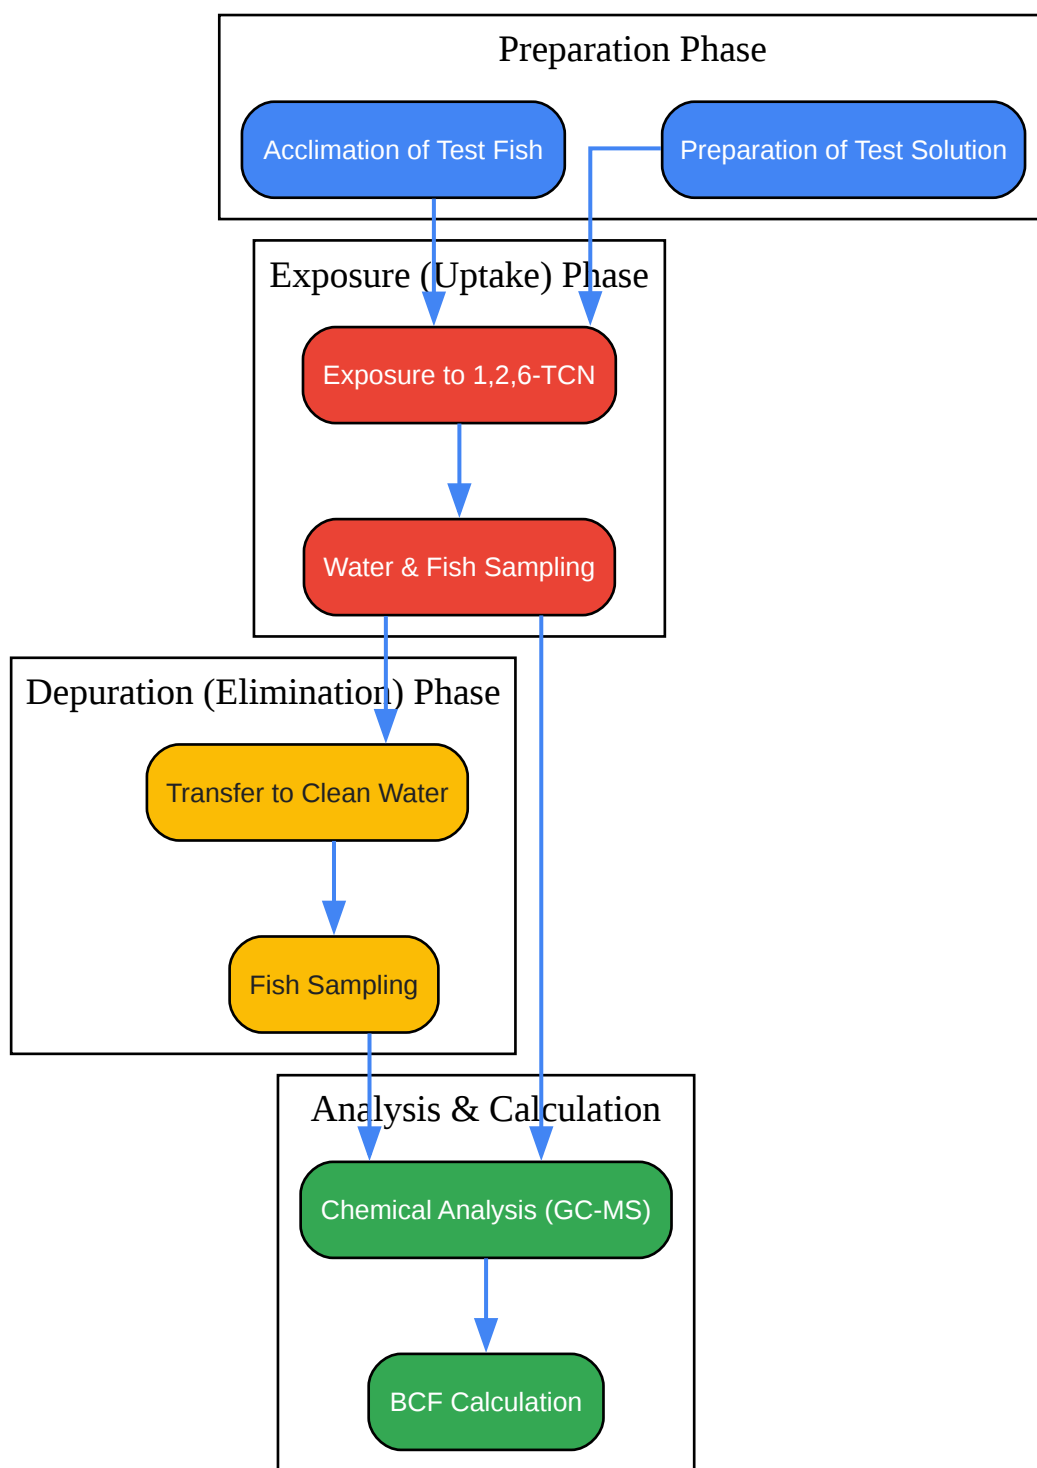 Preparation Phase
Acclimation of Test Fish
Preparation of Test Solution
Exposure (Uptake) Phase
Exposure to 1,2,6-TCN
Water & Fish Sampling
Depuration (Elimination) Phase
Transfer to Clean Water
Fish Sampling
Analysis & Calculation
Chemical Analysis (GC-MS)
BCF Calculation